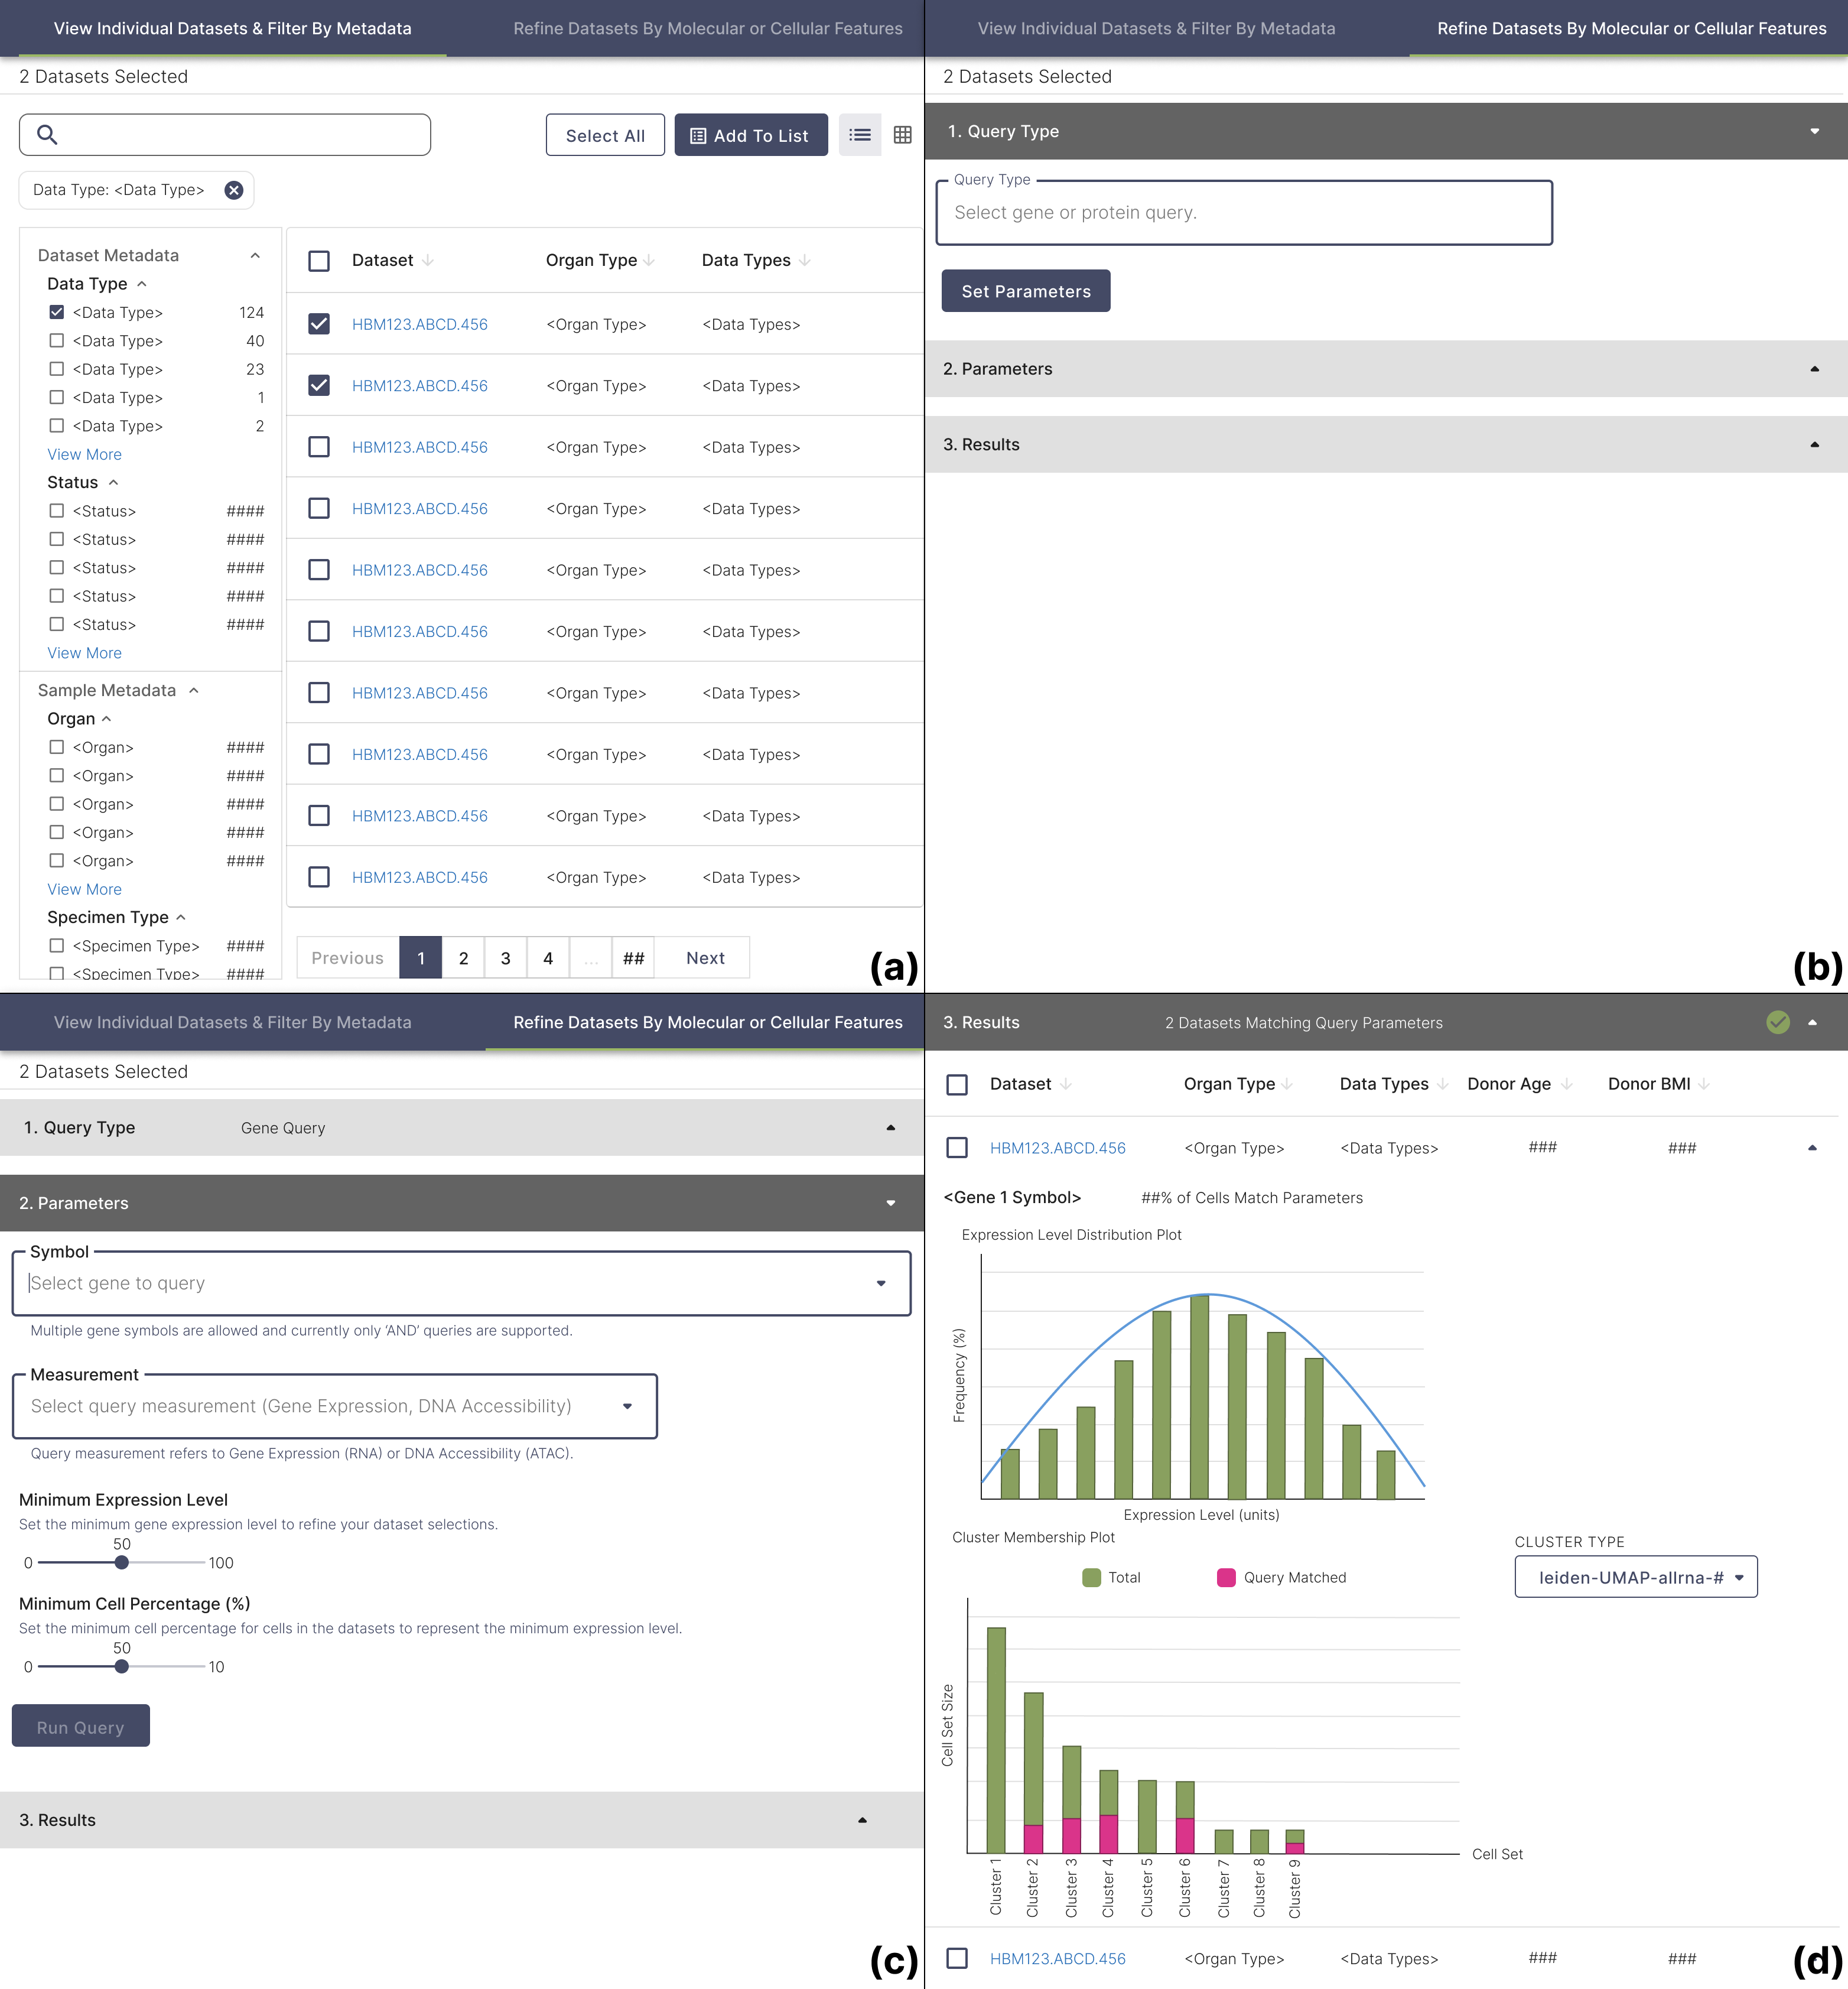 View Individual Datasets & Filter By Metadata
Refine Datasets By Molecular or Cellular Features
2 Datasets Selected
Select All
Add To List
Data Type: <Data Type>
Dataset Metadata
Data Type
<Data Type> 124
<Data Type> 40
<Data Type> 23
<Data Type> 1
<Data Type> 2
View More
Status
<Status> ####
<Status> ####
<Status> ####
<Status> ####
<Status> ####
View More
Sample Metadata
Organ
<Organ> ####
<Organ> ####
<Organ> ####
<Organ> ####
<Organ> ####
View More
Specimen Type
<Specimen Type> ####
<Specimen Type> ####
Dataset Organ Type Data Types
HBM123.ABCD.456 <Organ Type> <Data Types>
HBM123.ABCD.456 <Organ Type> <Data Types>
HBM123.ABCD.456 <Organ Type> <Data Types>
HBM123.ABCD.456 <Organ Type> <Data Types>
HBM123.ABCD.456 <Organ Type> <Data Types>
HBM123.ABCD.456 <Organ Type> <Data Types>
HBM123.ABCD.456 <Organ Type> <Data Types>
HBM123.ABCD.456 <Organ Type> <Data Types>
HBM123.ABCD.456 <Organ Type> <Data Types>
HBM123.ABCD.456 <Organ Type> <Data Types>
Previous 1 2 3 4 ... ## Next
(a)
View Individual Datasets & Filter By Metadata
Refine Datasets By Molecular or Cellular Features
2 Datasets Selected
1. Query Type
Query Type
Select gene or protein query.
Set Parameters
2. Parameters
3. Results
(b)
View Individual Datasets & Filter By Metadata
Refine Datasets By Molecular or Cellular Features
2 Datasets Selected
1. Query Type Gene Query
2. Parameters
Symbol
Select gene to query
Multiple gene symbols are allowed and currently only ‘AND’ queries are supported.
Measurement
Select query measurement (Gene Expression, DNA Accessibility)
Query measurement refers to Gene Expression (RNA) or DNA Accessibility (ATAC).
Minimum Expression Level
Set the minimum gene expression level to refine your dataset selections.
50
0 100
Minimum Cell Percentage (%)
Set the minimum cell percentage for cells in the datasets to represent the minimum expression level.
50
0 10
Run Query
3. Results
(c)
3. Results 2 Datasets Matching Query Parameters
Dataset Organ Type Data Types Donor Age Donor BMI
HBM123.ABCD.456 <Organ Type> <Data Types> ### ###
<Gene 1 Symbol> ##% of Cells Match Parameters
Expression Level Distribution Plot
Frequency (%)
Expression Level (units)
Cluster Membership Plot
CLUSTER TYPE
leiden-UMAP-allrna-#
Total
Query Matched
Cell Set Size
Cell Set
Cluster 1
Cluster 2
Cluster 3
Cluster 4
Cluster 5
Cluster 6
Cluster 7
Cluster 8
Cluster 9
HBM123.ABCD.456 <Organ Type> <Data Types> ### ###
(d)